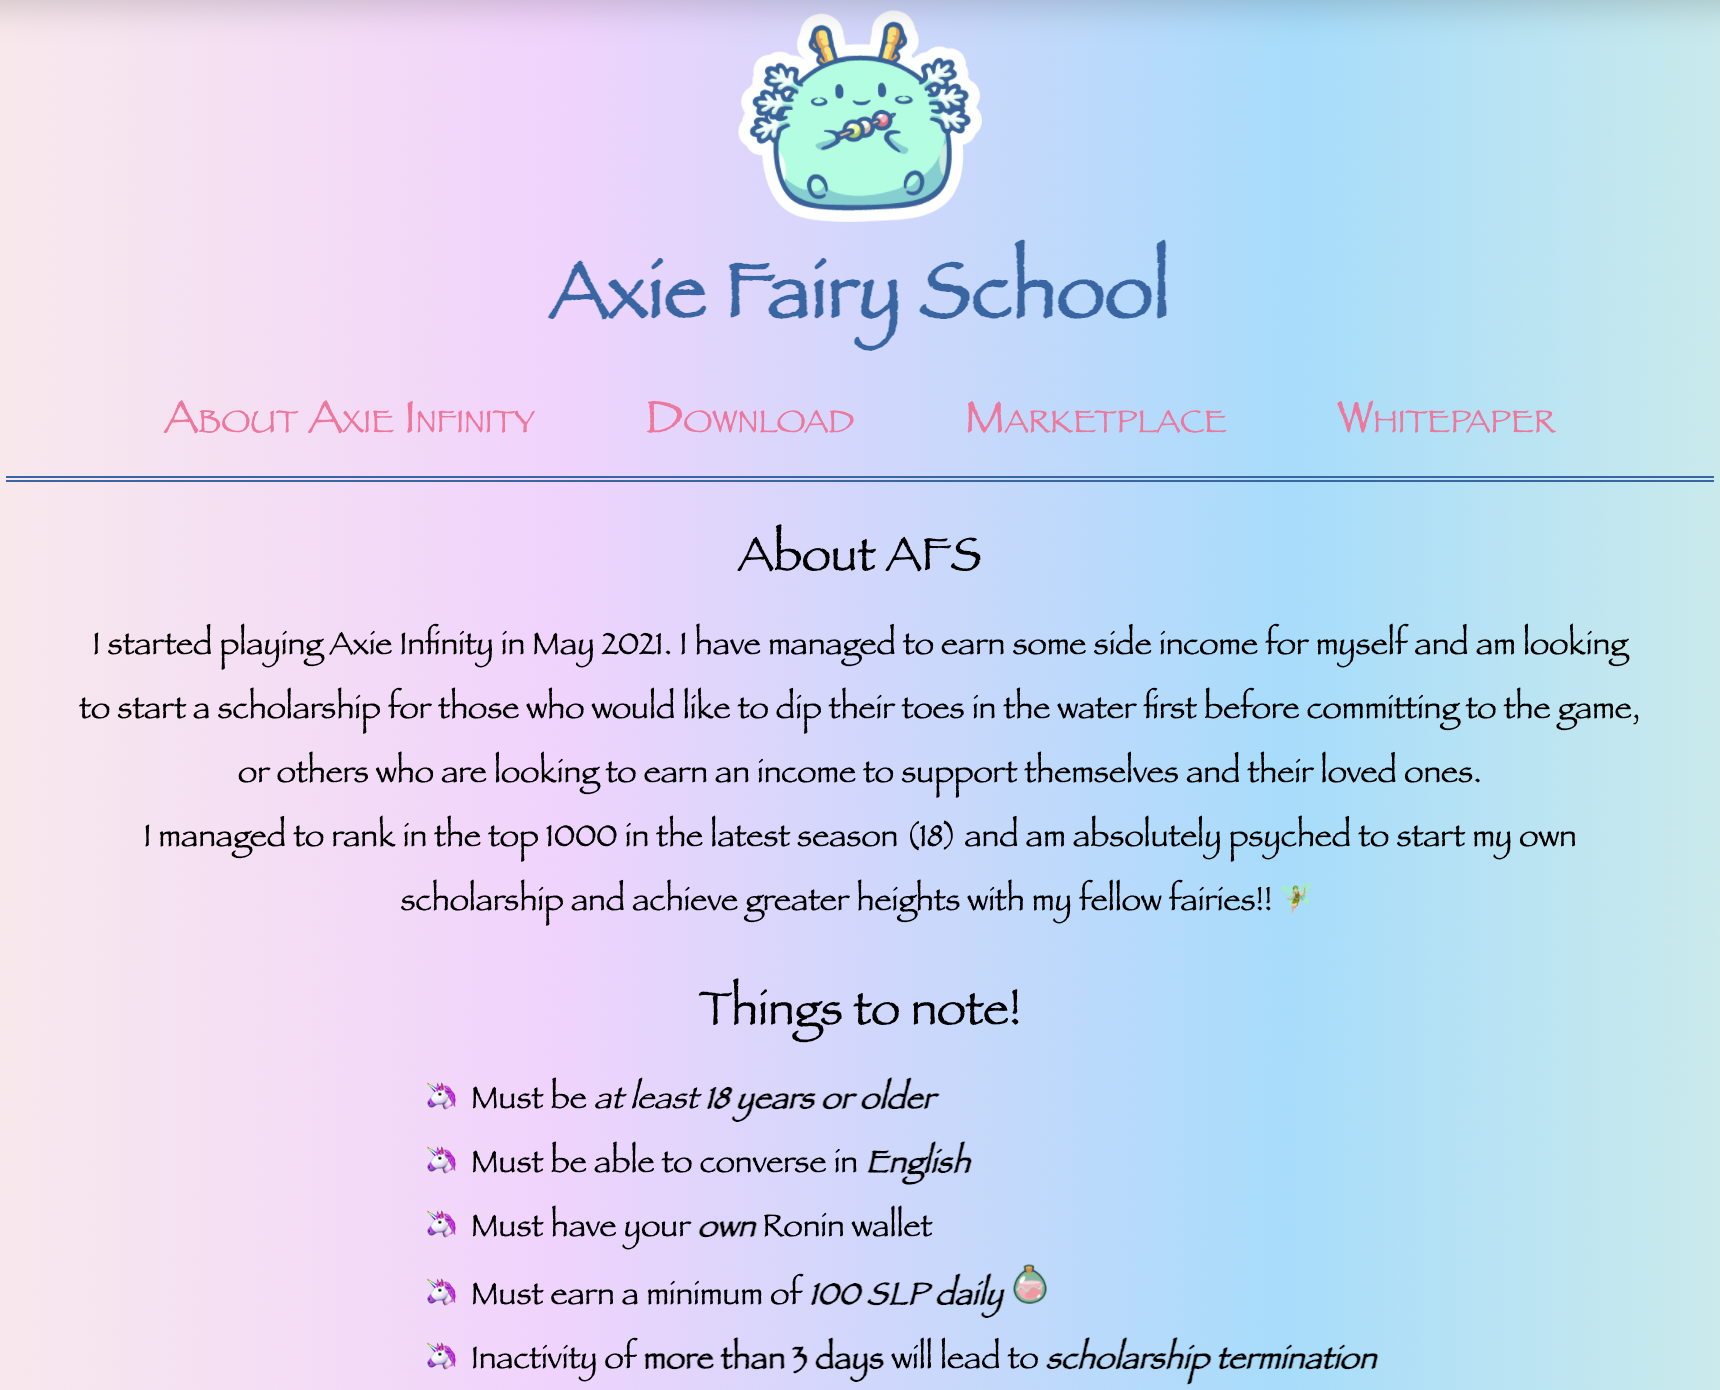 Axie Fairy School
About Axie Infinity Download Marketplace Whitepaper
About AFS
I started playing Axie Infinity in May 2021. I have managed to earn some side income for myself and am looking
to start a scholarship for those who would like to dip their toes in the water first before committing to the game,
or others who are looking to earn an income to support themselves and their loved ones.
I managed to rank in the top 1000 in the latest season (18) and am absolutely psyched to start my own
scholarship and achieve greater heights with my fellow fairies!!
Things to note!
Must be at least 18 years or older
Must be able to converse in English
Must have your own Ronin wallet
Must earn a minimum of 100 SLP daily
Inactivity of more than 3 days will lead to scholarship termination